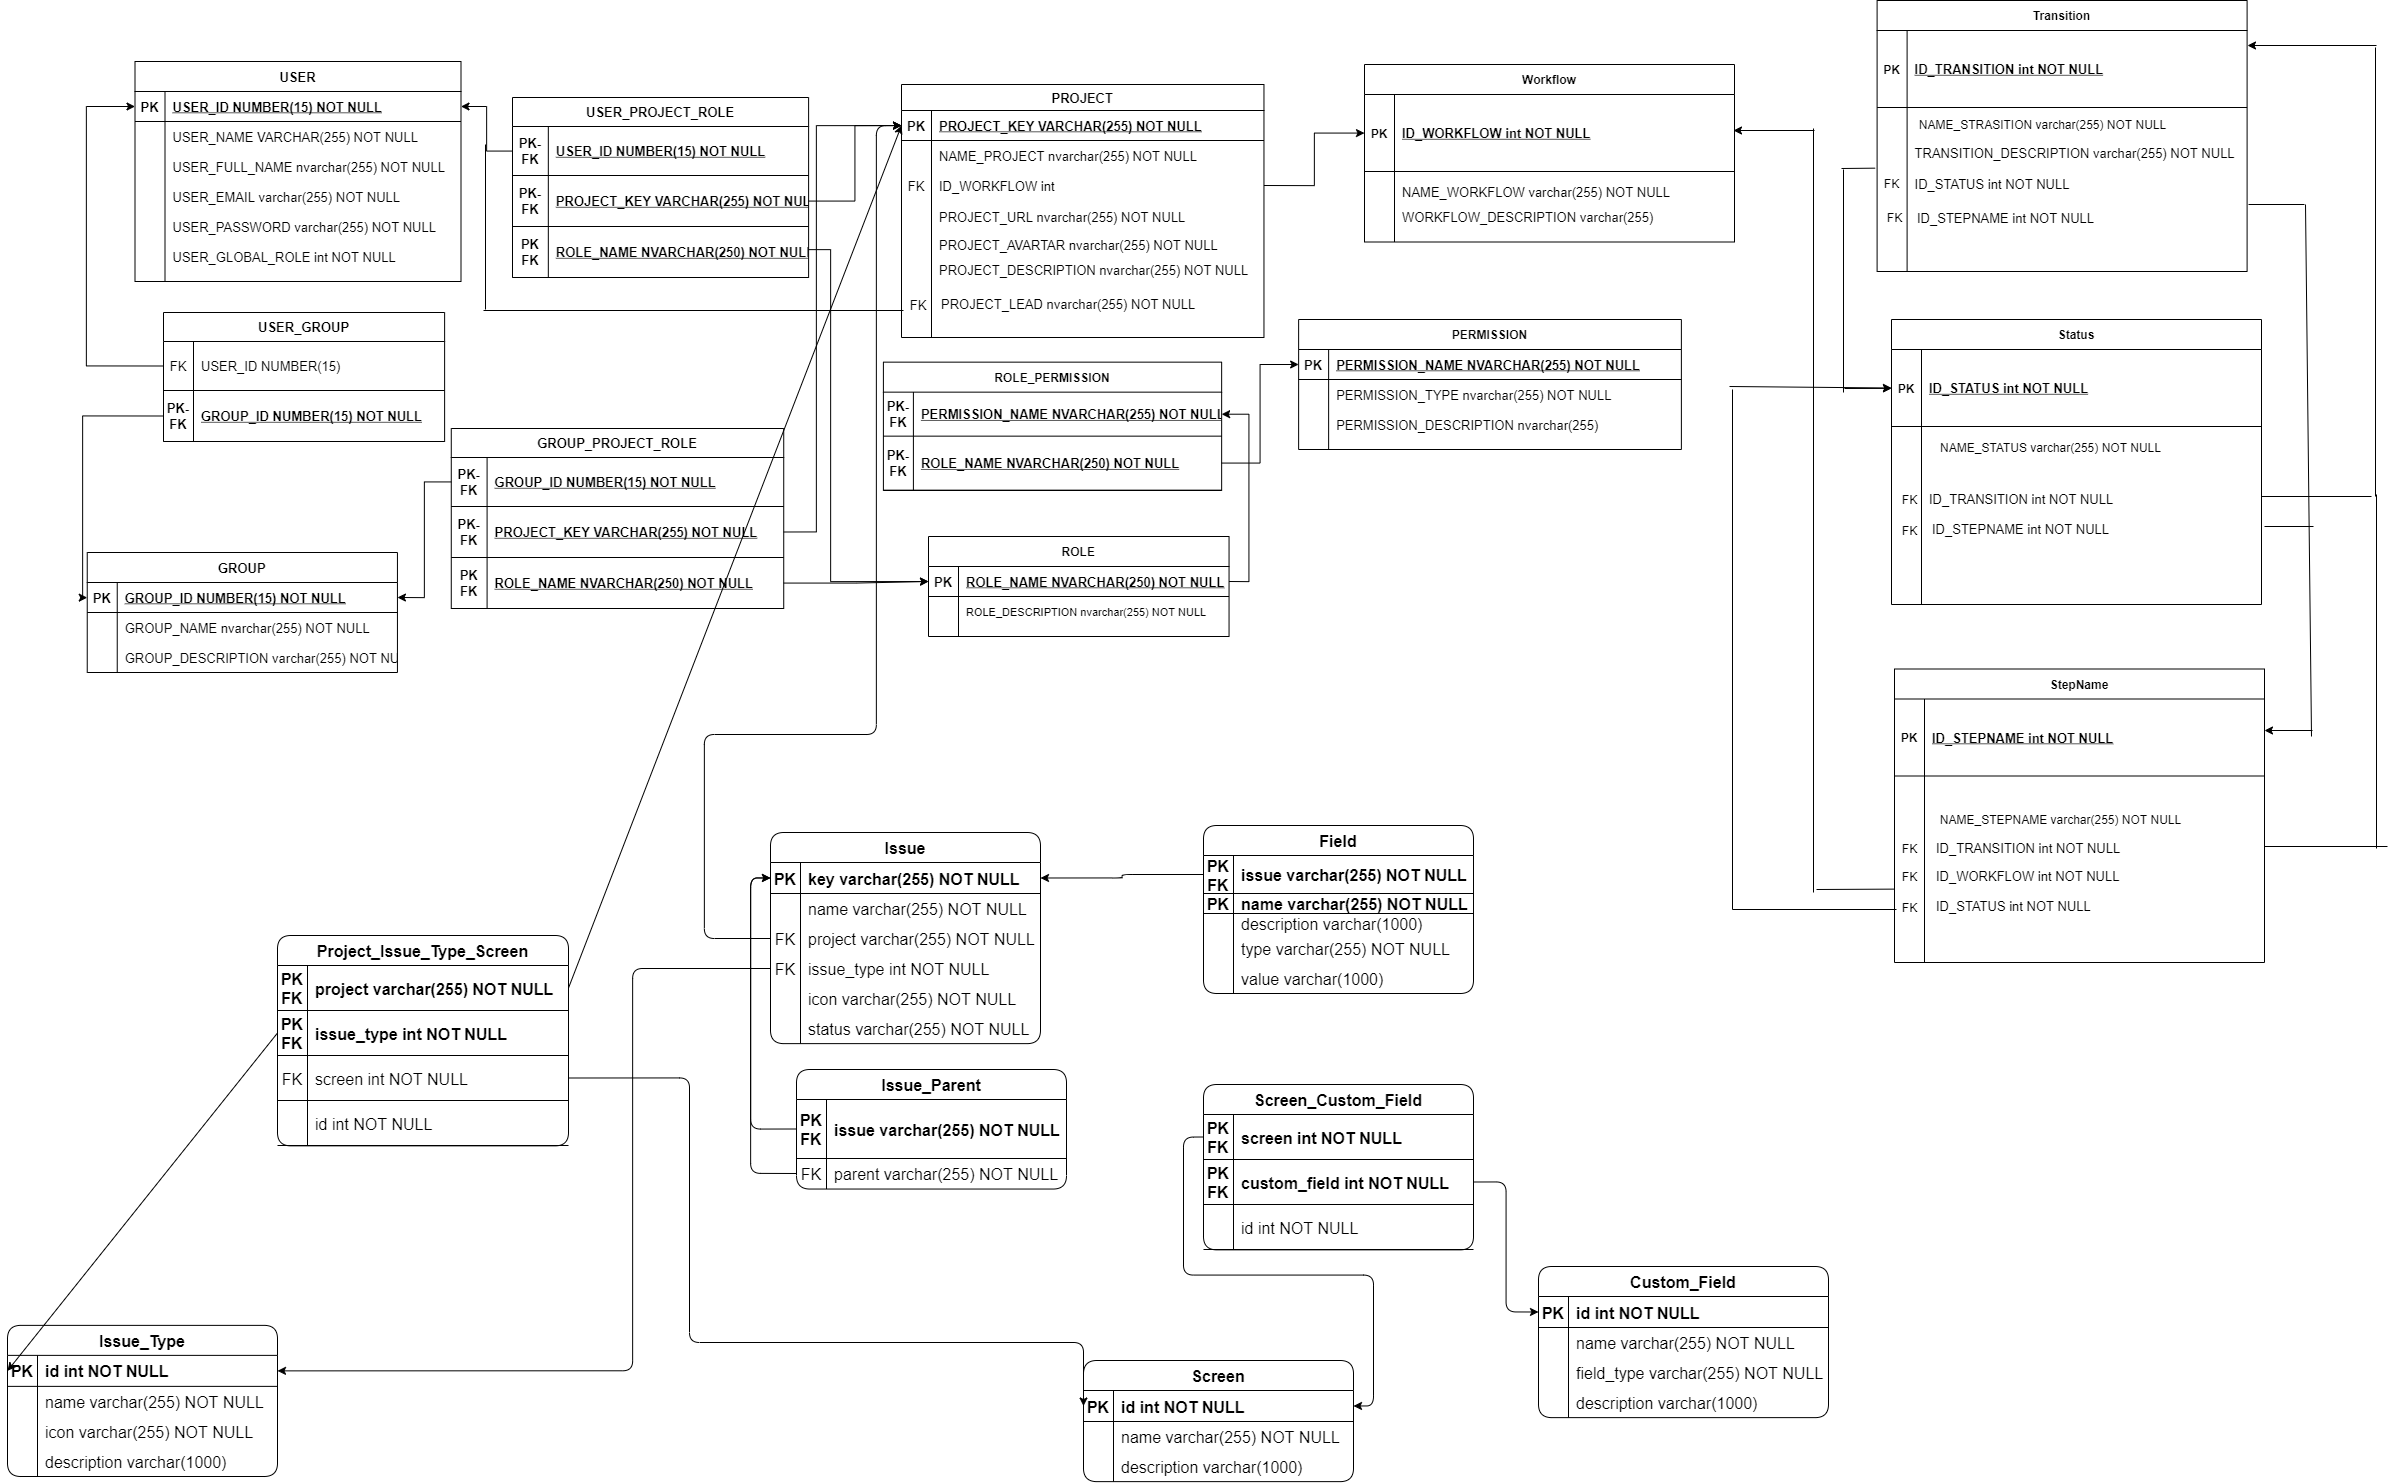 USER
PK USER_ID NUMBER(15) NOT NULL
USER_NAME VARCHAR(255) NOT NULL
USER_FULL_NAME nvarchar(255) NOT NULL
USER_EMAIL varchar(255) NOT NULL
USER_PASSWORD varchar(255) NOT NULL
USER_GLOBAL_ROLE int NOT NULL
USER_PROJECT_ROLE
PK-
FK
USER_ID NUMBER(15) NOT NULL
PK-
FK
PROJECT_KEY VARCHAR(255) NOT NUL
PK
FK
ROLE_NAME NVARCHAR(250) NOT NUL
PROJECT
PK PROJECT_KEY VARCHAR(255) NOT NULL
NAME_PROJECT nvarchar(255) NOT NULL
FK ID_WORKFLOW int
PROJECT_URL nvarchar(255) NOT NULL
PROJECT_AVARTAR nvarchar(255) NOT NULL
PROJECT_DESCRIPTION nvarchar(255) NOT NULL
FK PROJECT_LEAD nvarchar(255) NOT NULL
Workflow
PK ID_WORKFLOW int NOT NULL
NAME_WORKFLOW varchar(255) NOT NULL
WORKFLOW_DESCRIPTION varchar(255)
Transition
PK ID_TRANSITION int NOT NULL
NAME_STRASITION varchar(255) NOT NULL
TRANSITION_DESCRIPTION varchar(255) NOT NULL
FK ID_STATUS int NOT NULL
FK ID_STEPNAME int NOT NULL
USER_GROUP
FK USER_ID NUMBER(15)
PK-
FK
GROUP_ID NUMBER(15) NOT NULL
GROUP_PROJECT_ROLE
PK-
FK
GROUP_ID NUMBER(15) NOT NULL
PK-
FK
PROJECT_KEY VARCHAR(255) NOT NULL
PK
FK
ROLE_NAME NVARCHAR(250) NOT NULL
ROLE_PERMISSION
PK-
FK
PERMISSION_NAME NVARCHAR(255) NOT NULL
PK-
FK
ROLE_NAME NVARCHAR(250) NOT NULL
PERMISSION
PK PERMISSION_NAME NVARCHAR(255) NOT NULL
PERMISSION_TYPE nvarchar(255) NOT NULL
PERMISSION_DESCRIPTION nvarchar(255)
Status
PK ID_STATUS int NOT NULL
NAME_STATUS varchar(255) NOT NULL
FK ID_TRANSITION int NOT NULL
FK ID_STEPNAME int NOT NULL
GROUP
PK GROUP_ID NUMBER(15) NOT NULL
GROUP_NAME nvarchar(255) NOT NULL
GROUP_DESCRIPTION varchar(255) NOT NU
ROLE
PK ROLE_NAME NVARCHAR(250) NOT NULL
ROLE_DESCRIPTION nvarchar(255) NOT NULL
StepName
PK ID_STEPNAME int NOT NULL
NAME_STEPNAME varchar(255) NOT NULL
FK ID_TRANSITION int NOT NULL
FK ID_WORKFLOW int NOT NULL
FK ID_STATUS int NOT NULL
Issue
PK key varchar(255) NOT NULL
name varchar(255) NOT NULL
FK project varchar(255) NOT NULL
FK issue_type int NOT NULL
icon varchar(255) NOT NULL
status varchar(255) NOT NULL
Field
PK
FK
issue varchar(255) NOT NULL
PK name varchar(255) NOT NULL
description varchar(1000)
type varchar(255) NOT NULL
value varchar(1000)
Project_Issue_Type_Screen
PK
FK
project varchar(255) NOT NULL
PK
FK
issue_type int NOT NULL
FK screen int NOT NULL
id int NOT NULL
Issue_Parent
PK
FK
issue varchar(255) NOT NULL
FK parent varchar(255) NOT NULL
Screen_Custom_Field
PK
FK
screen int NOT NULL
PK
FK
custom_field int NOT NULL
id int NOT NULL
Custom_Field
PK id int NOT NULL
name varchar(255) NOT NULL
field_type varchar(255) NOT NULL
description varchar(1000)
Issue_Type
PK id int NOT NULL
name varchar(255) NOT NULL
icon varchar(255) NOT NULL
description varchar(1000)
Screen
PK id int NOT NULL
name varchar(255) NOT NULL
description varchar(1000)